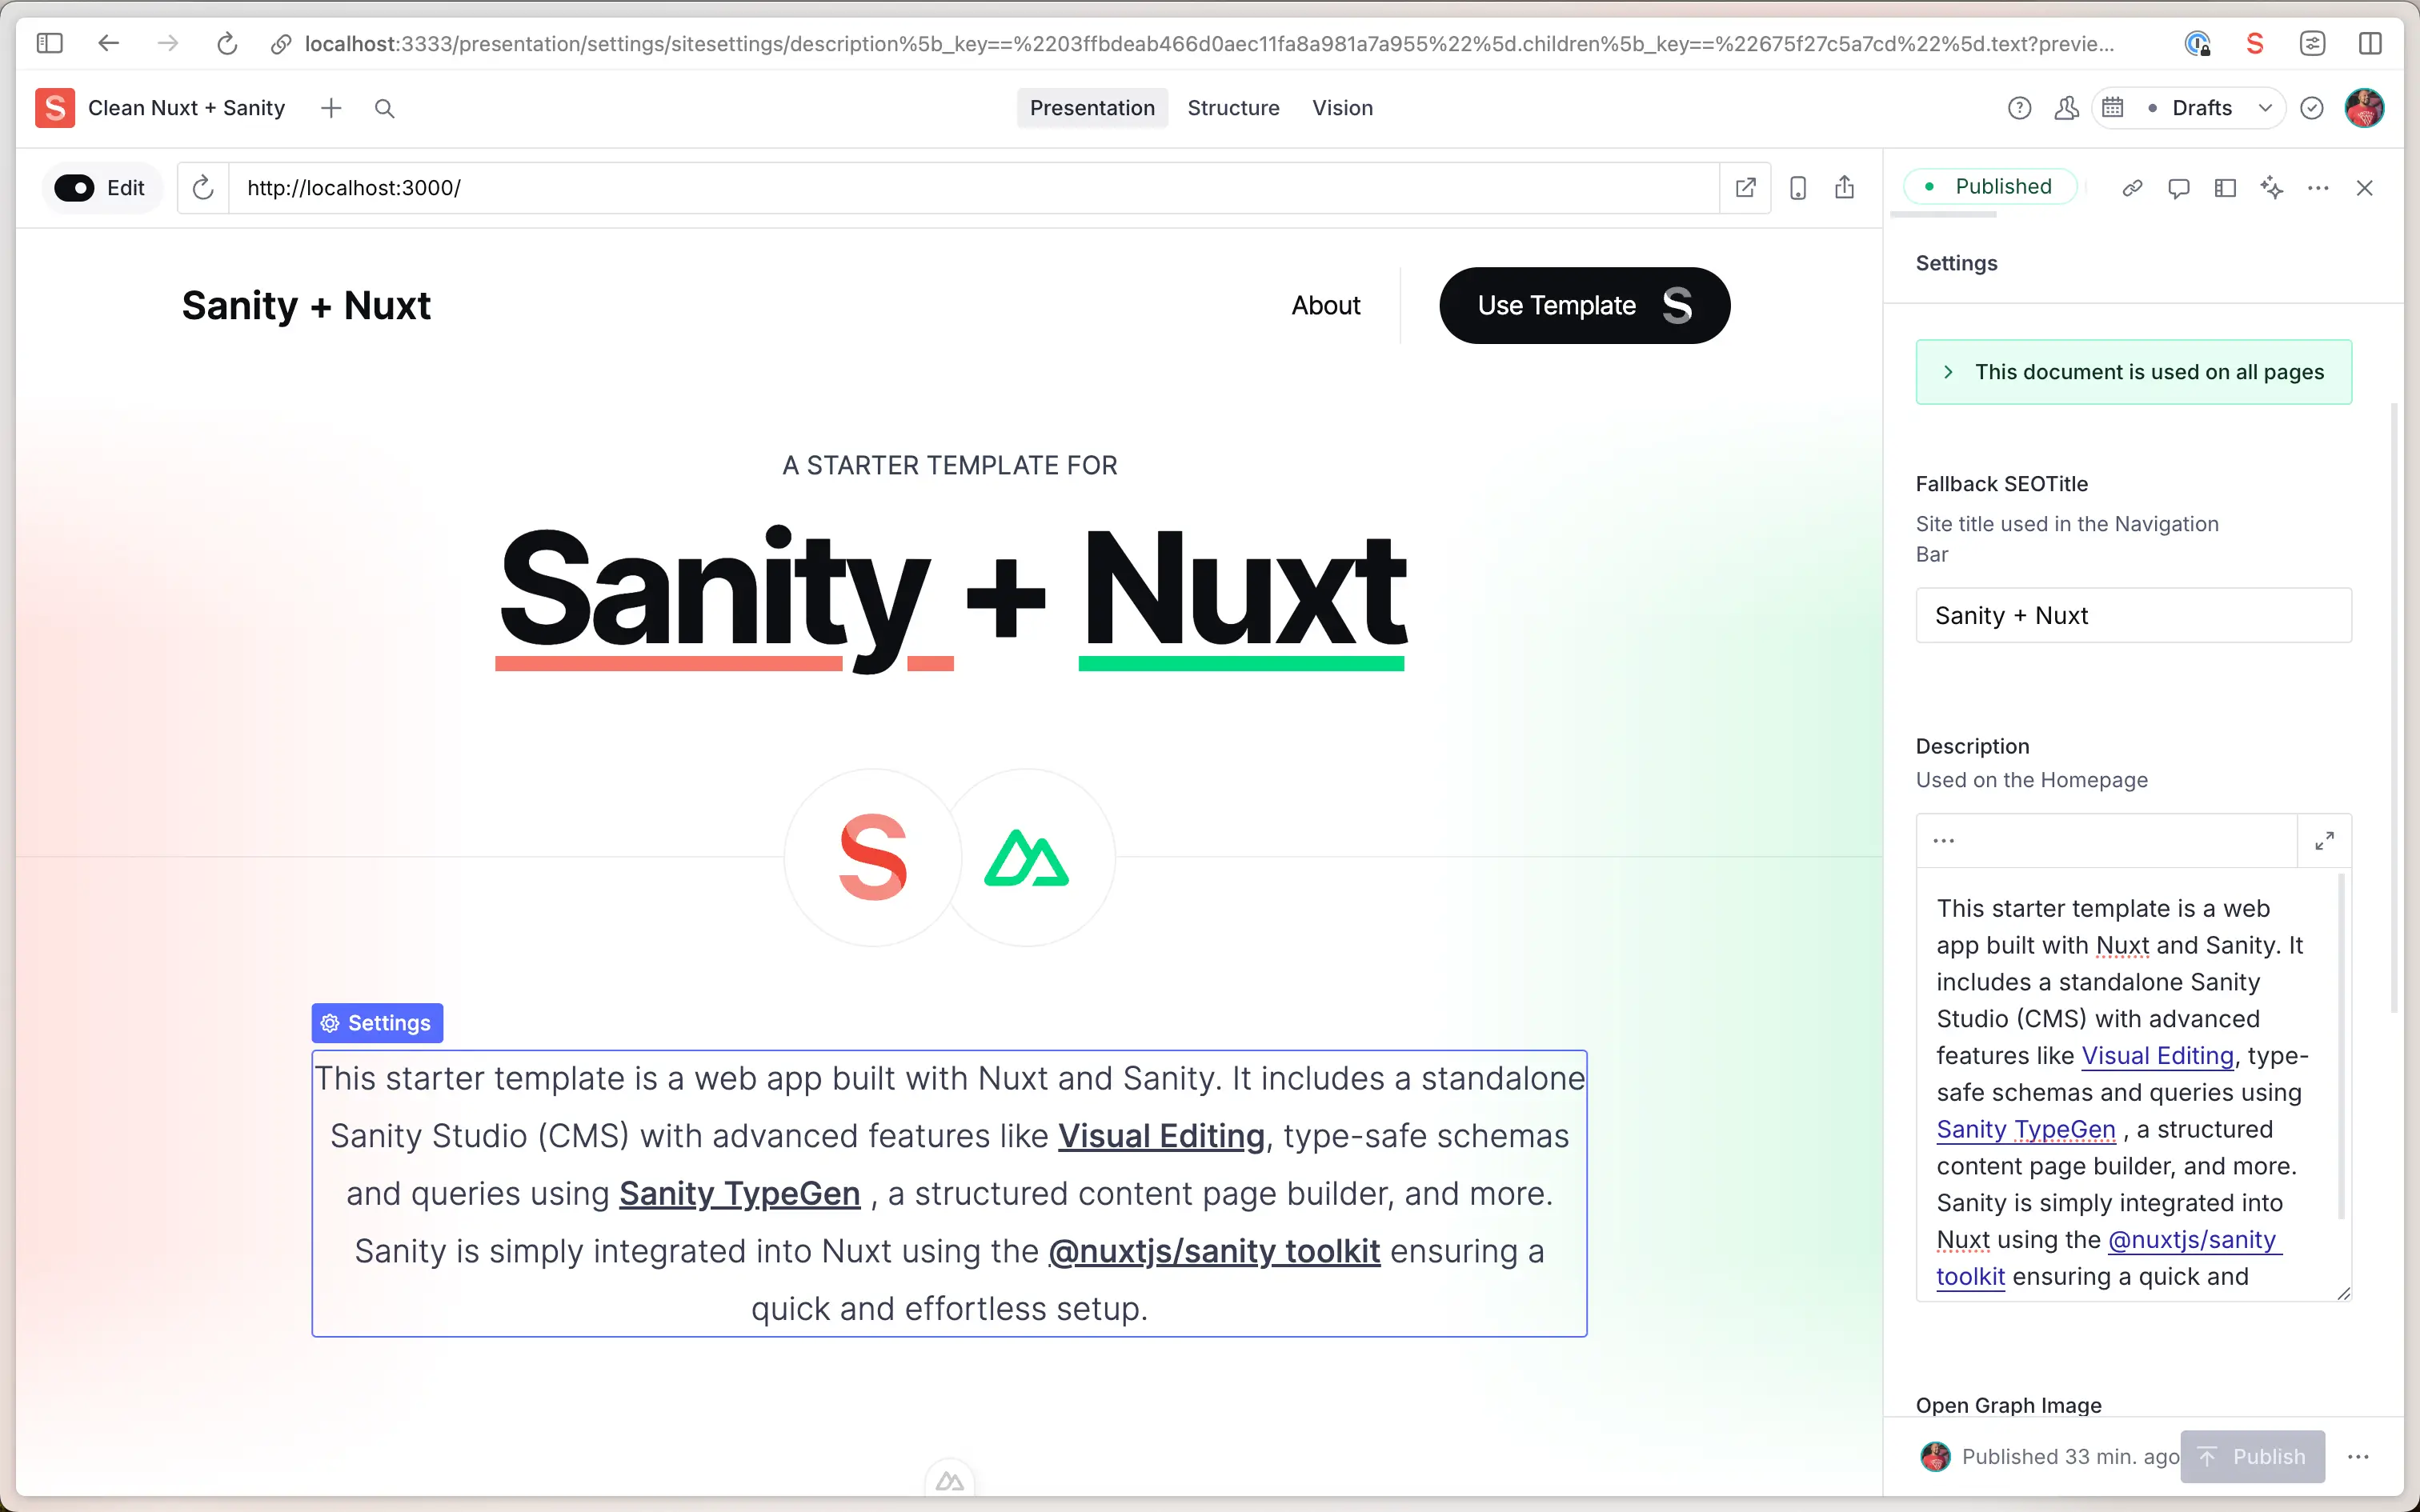 localhost:3333/presentation/settings/sitesettings/description%5b_key==%2203ffbdeab466d0aec11fa8a981a7a955%22%5d.children%5b_key==%22675f27c5a7cd%22%5d.text?previe...
S Clean Nuxt + Sanity
Presentation Structure Vision
Drafts
Edit
http://localhost:3000/
Published
Settings
Sanity + Nuxt
About
Use Template S
A STARTER TEMPLATE FOR
Sanity + Nuxt
S
Settings
This starter template is a web app built with Nuxt and Sanity. It includes a standalone
Sanity Studio (CMS) with advanced features like Visual Editing, type-safe schemas
and queries using Sanity TypeGen , a structured content page builder, and more.
Sanity is simply integrated into Nuxt using the @nuxtjs/sanity toolkit ensuring a
quick and effortless setup.
This document is used on all pages
Fallback SEOTitle
Site title used in the Navigation
Bar
Sanity + Nuxt
Description
Used on the Homepage
This starter template is a web
app built with Nuxt and Sanity. It
includes a standalone Sanity
Studio (CMS) with advanced
features like Visual Editing, type-
safe schemas and queries using
Sanity TypeGen , a structured
content page builder, and more.
Sanity is simply integrated into
Nuxt using the @nuxtjs/sanity
toolkit ensuring a quick and
Open Graph Image
Published 33 min. ago
Publish